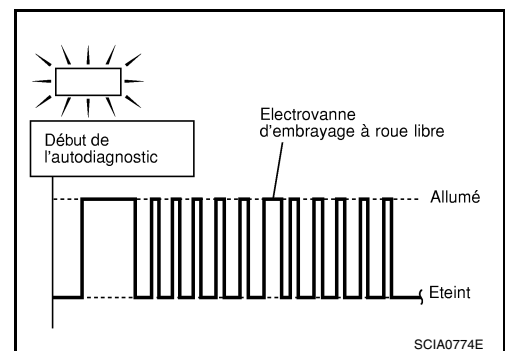 Début de
l'autodiagnostic
Electrovanne
d'embrayage à roue libre
Allumé
Eteint
SCIA0774E